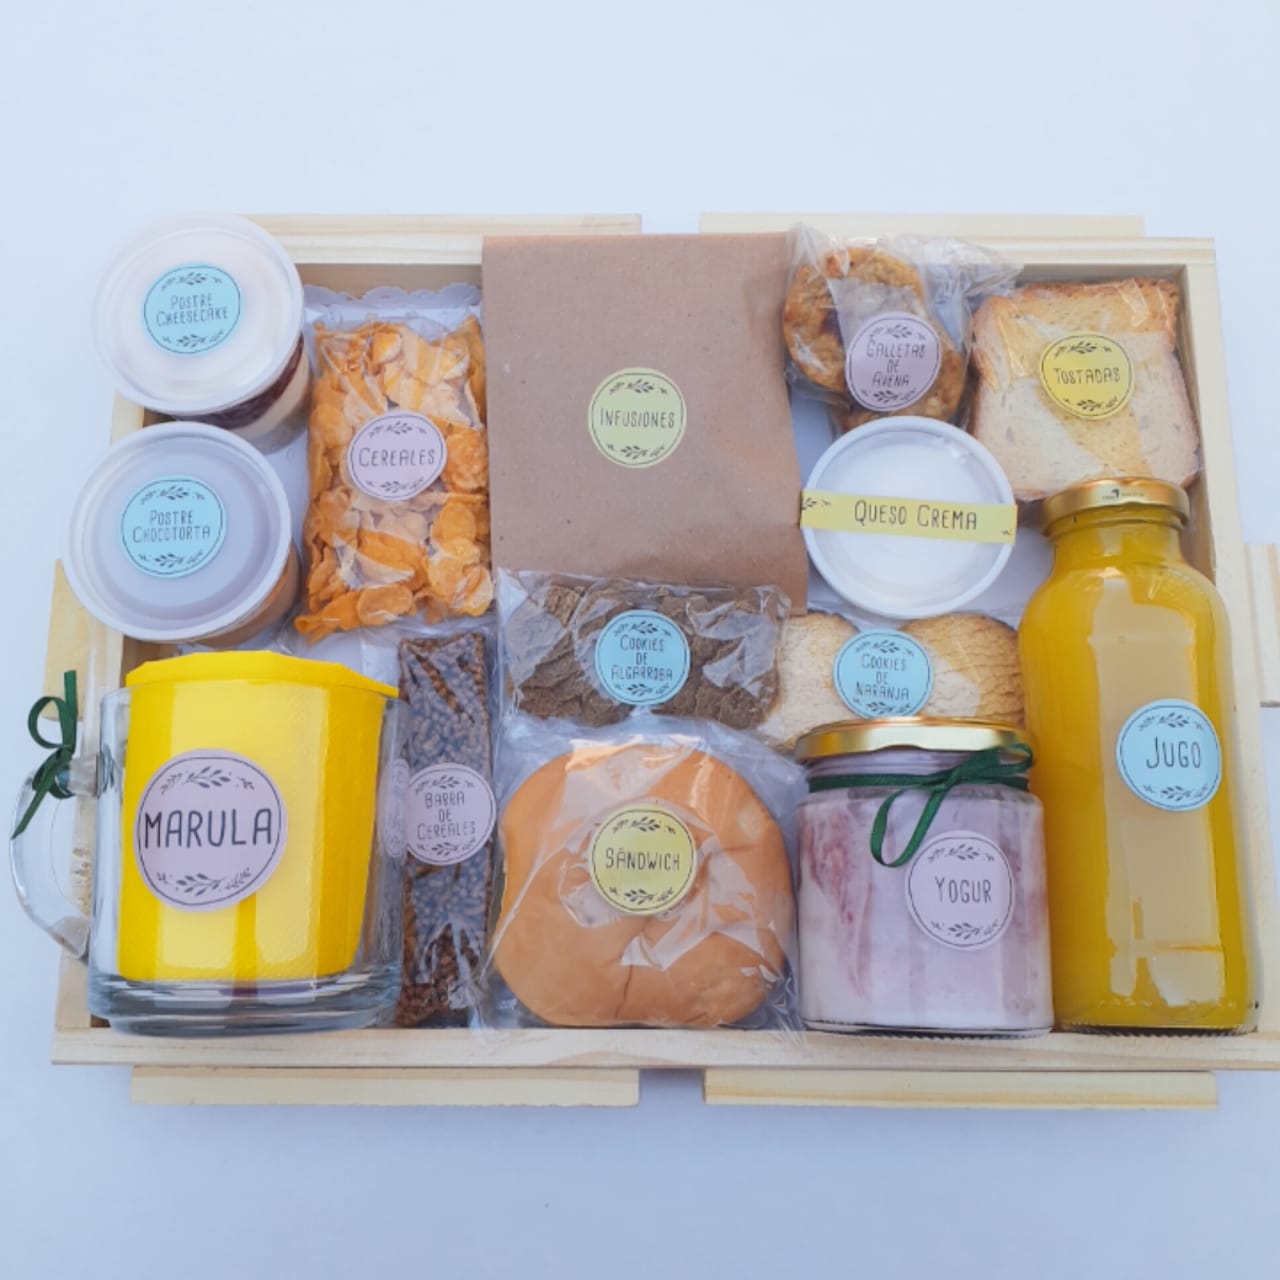 POSTRE
CHEESECAKE
CEREALES
INFUSIONES
GALLETAS
DE
AVENA
TOSTADAS
POSTRE
CHOCOTORTA
QUESO CREMA
COOKIES
DE
ALGARROBA
COOKIES
DE
NARANJA
MARULA
BARRA
DE
CEREALES
SÁNDWICH
YOGUR
JUGO